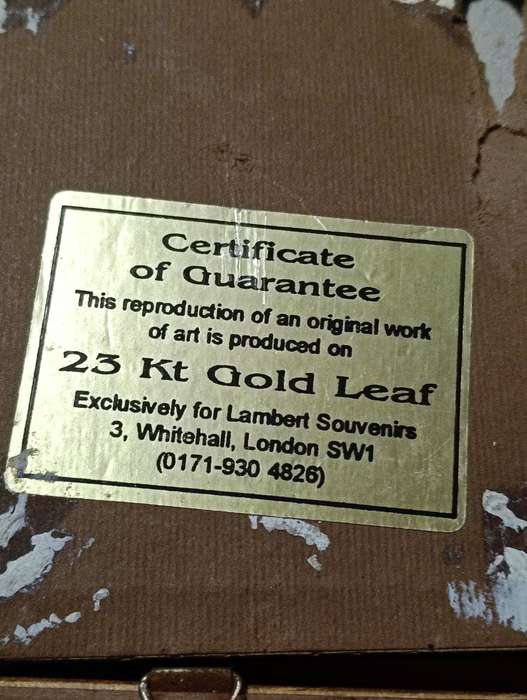 Certificate
of Guarantee
This reproduction of an original work
of art is produced on
23 Kt Gold Leaf
Exclusively for Lambert Souvenirs
3, Whitehall, London SW1
(0171-930 4826)